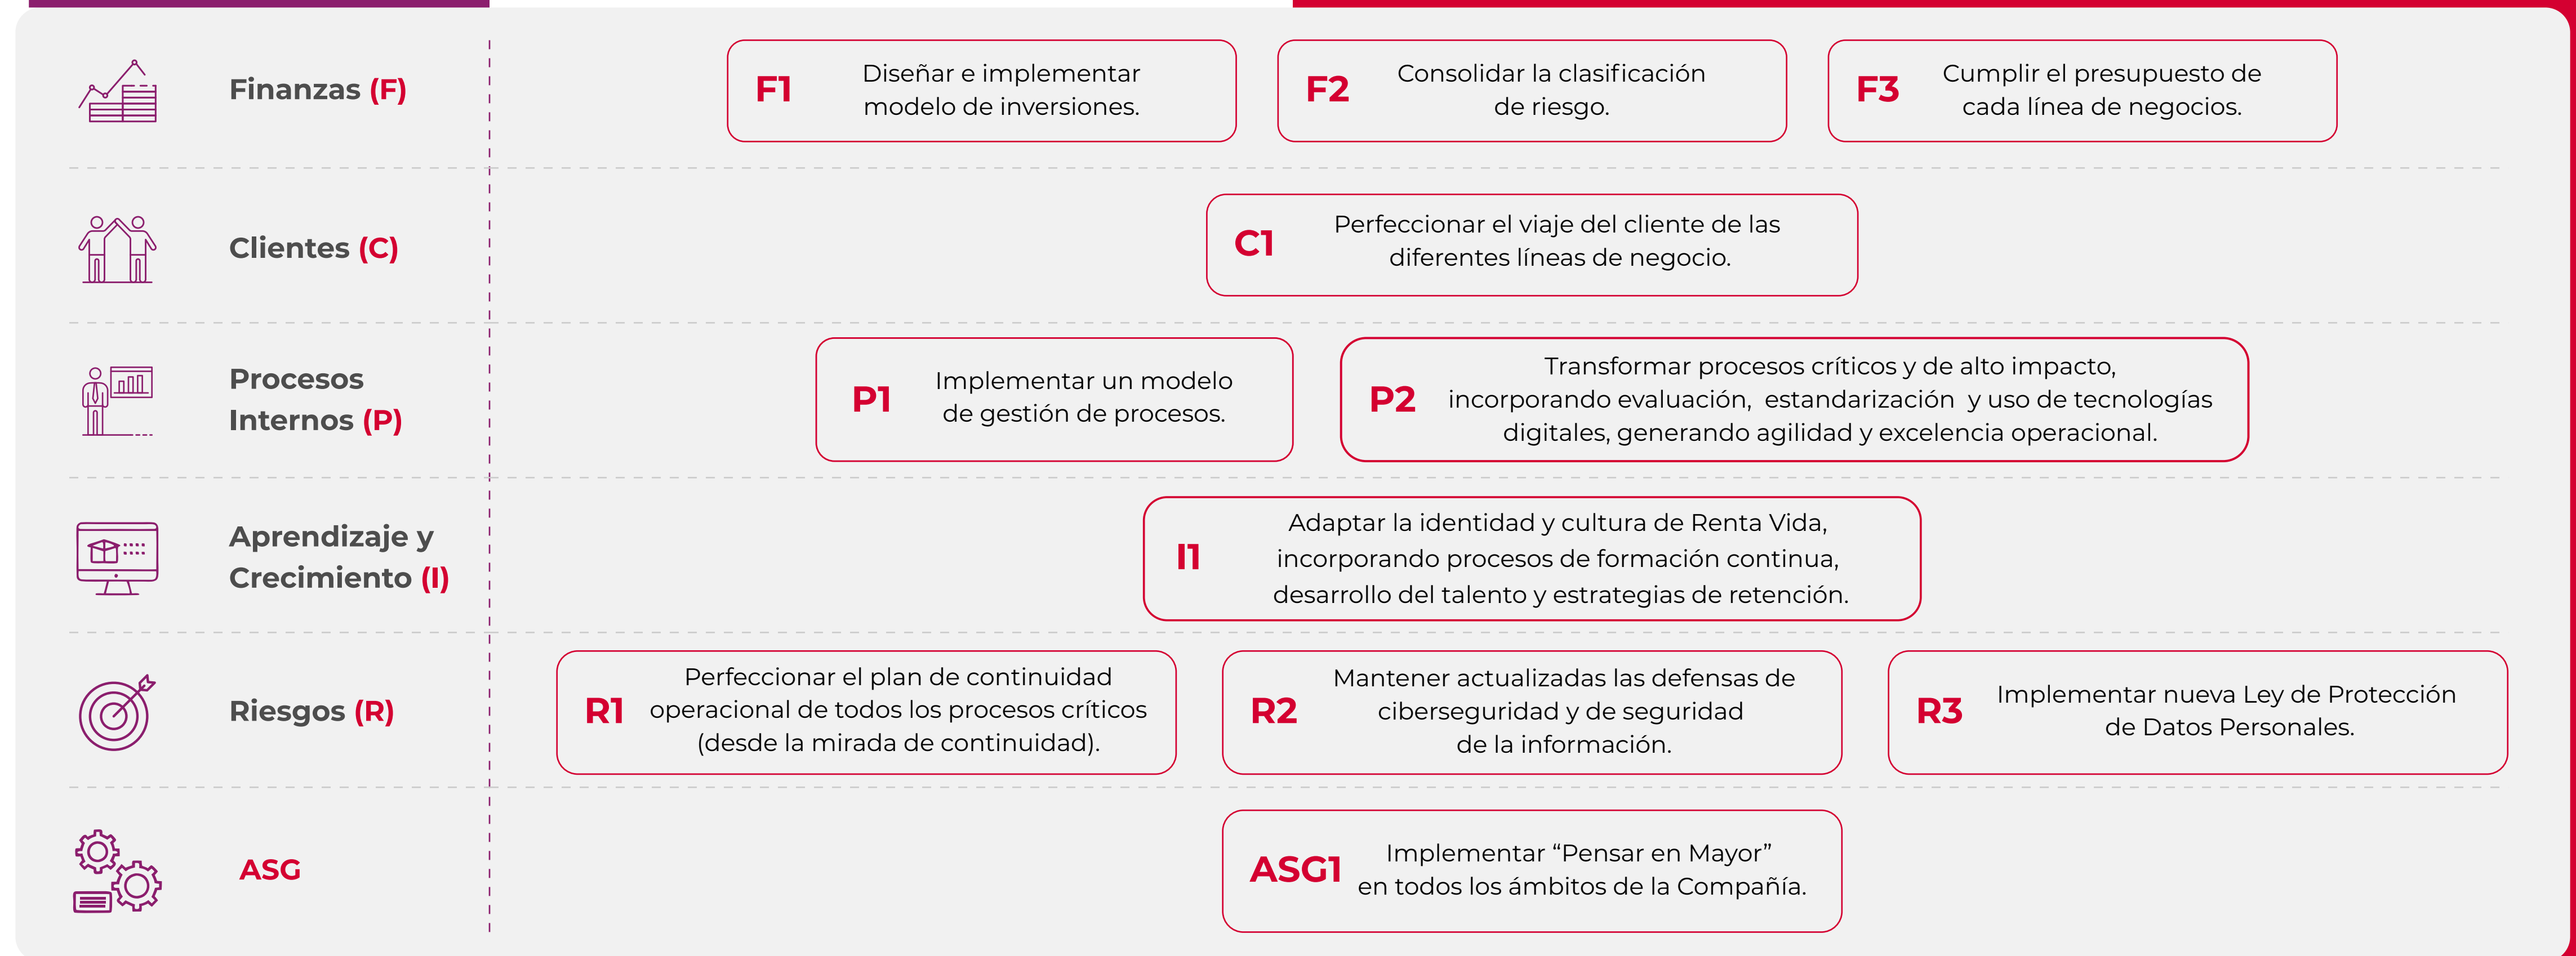 Finanzas (F)
F1
Diseñar e implementar
modelo de inversiones.
F2
Consolidar la clasificación
de riesgo.
F3
Cumplir el presupuesto de
cada línea de negocios.
Clientes (C)
C1
Perfeccionar el viaje del cliente de las
diferentes líneas de negocio.
Procesos
Internos (P)
P1
Implementar un modelo
de gestión de procesos.
P2
Transformar procesos críticos y de alto impacto,
incorporando evaluación, estandarización y uso de tecnologías
digitales, generando agilidad y excelencia operacional.
Aprendizaje y
Crecimiento (I)
I1
Adaptar la identidad y cultura de Renta Vida,
incorporando procesos de formación continua,
desarrollo del talento y estrategias de retención.
Riesgos (R)
R1
Perfeccionar el plan de continuidad
operacional de todos los procesos críticos
(desde la mirada de continuidad).
R2
Mantener actualizadas las defensas de
ciberseguridad y de seguridad
de la información.
R3
Implementar nueva Ley de Protección
de Datos Personales.
ASG
ASG1
Implementar “Pensar en Mayor”
en todos los ámbitos de la Compañía.